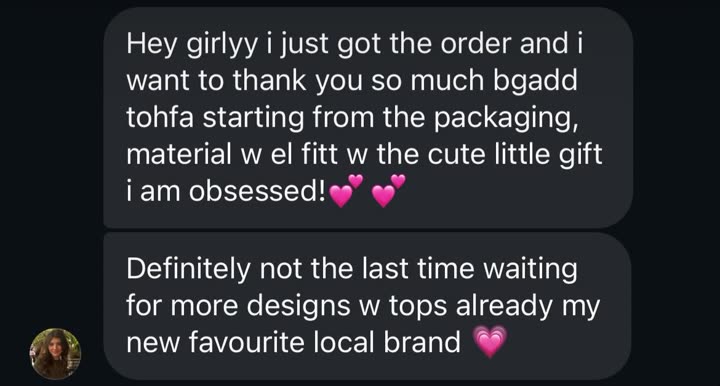 Hey girlyy i just got the order and i
want to thank you so much bgadd
tohfa starting from the packaging,
material w el fitt w the cute little gift
i am obsessed!💕 💕
Definitely not the last time waiting
for more designs w tops already my
new favourite local brand 💗